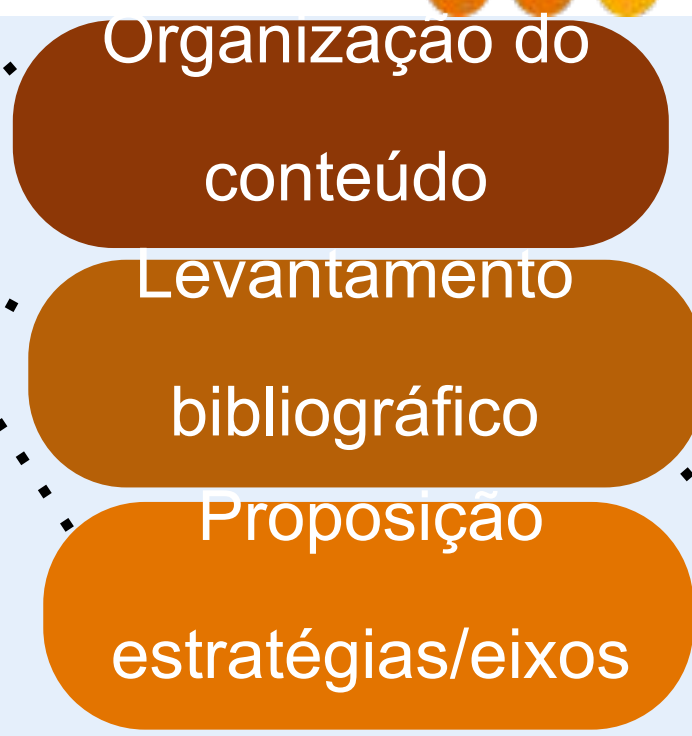 Organização do
conteúdo
Levantamento
bibliográfico
Proposição
estratégias/eixos